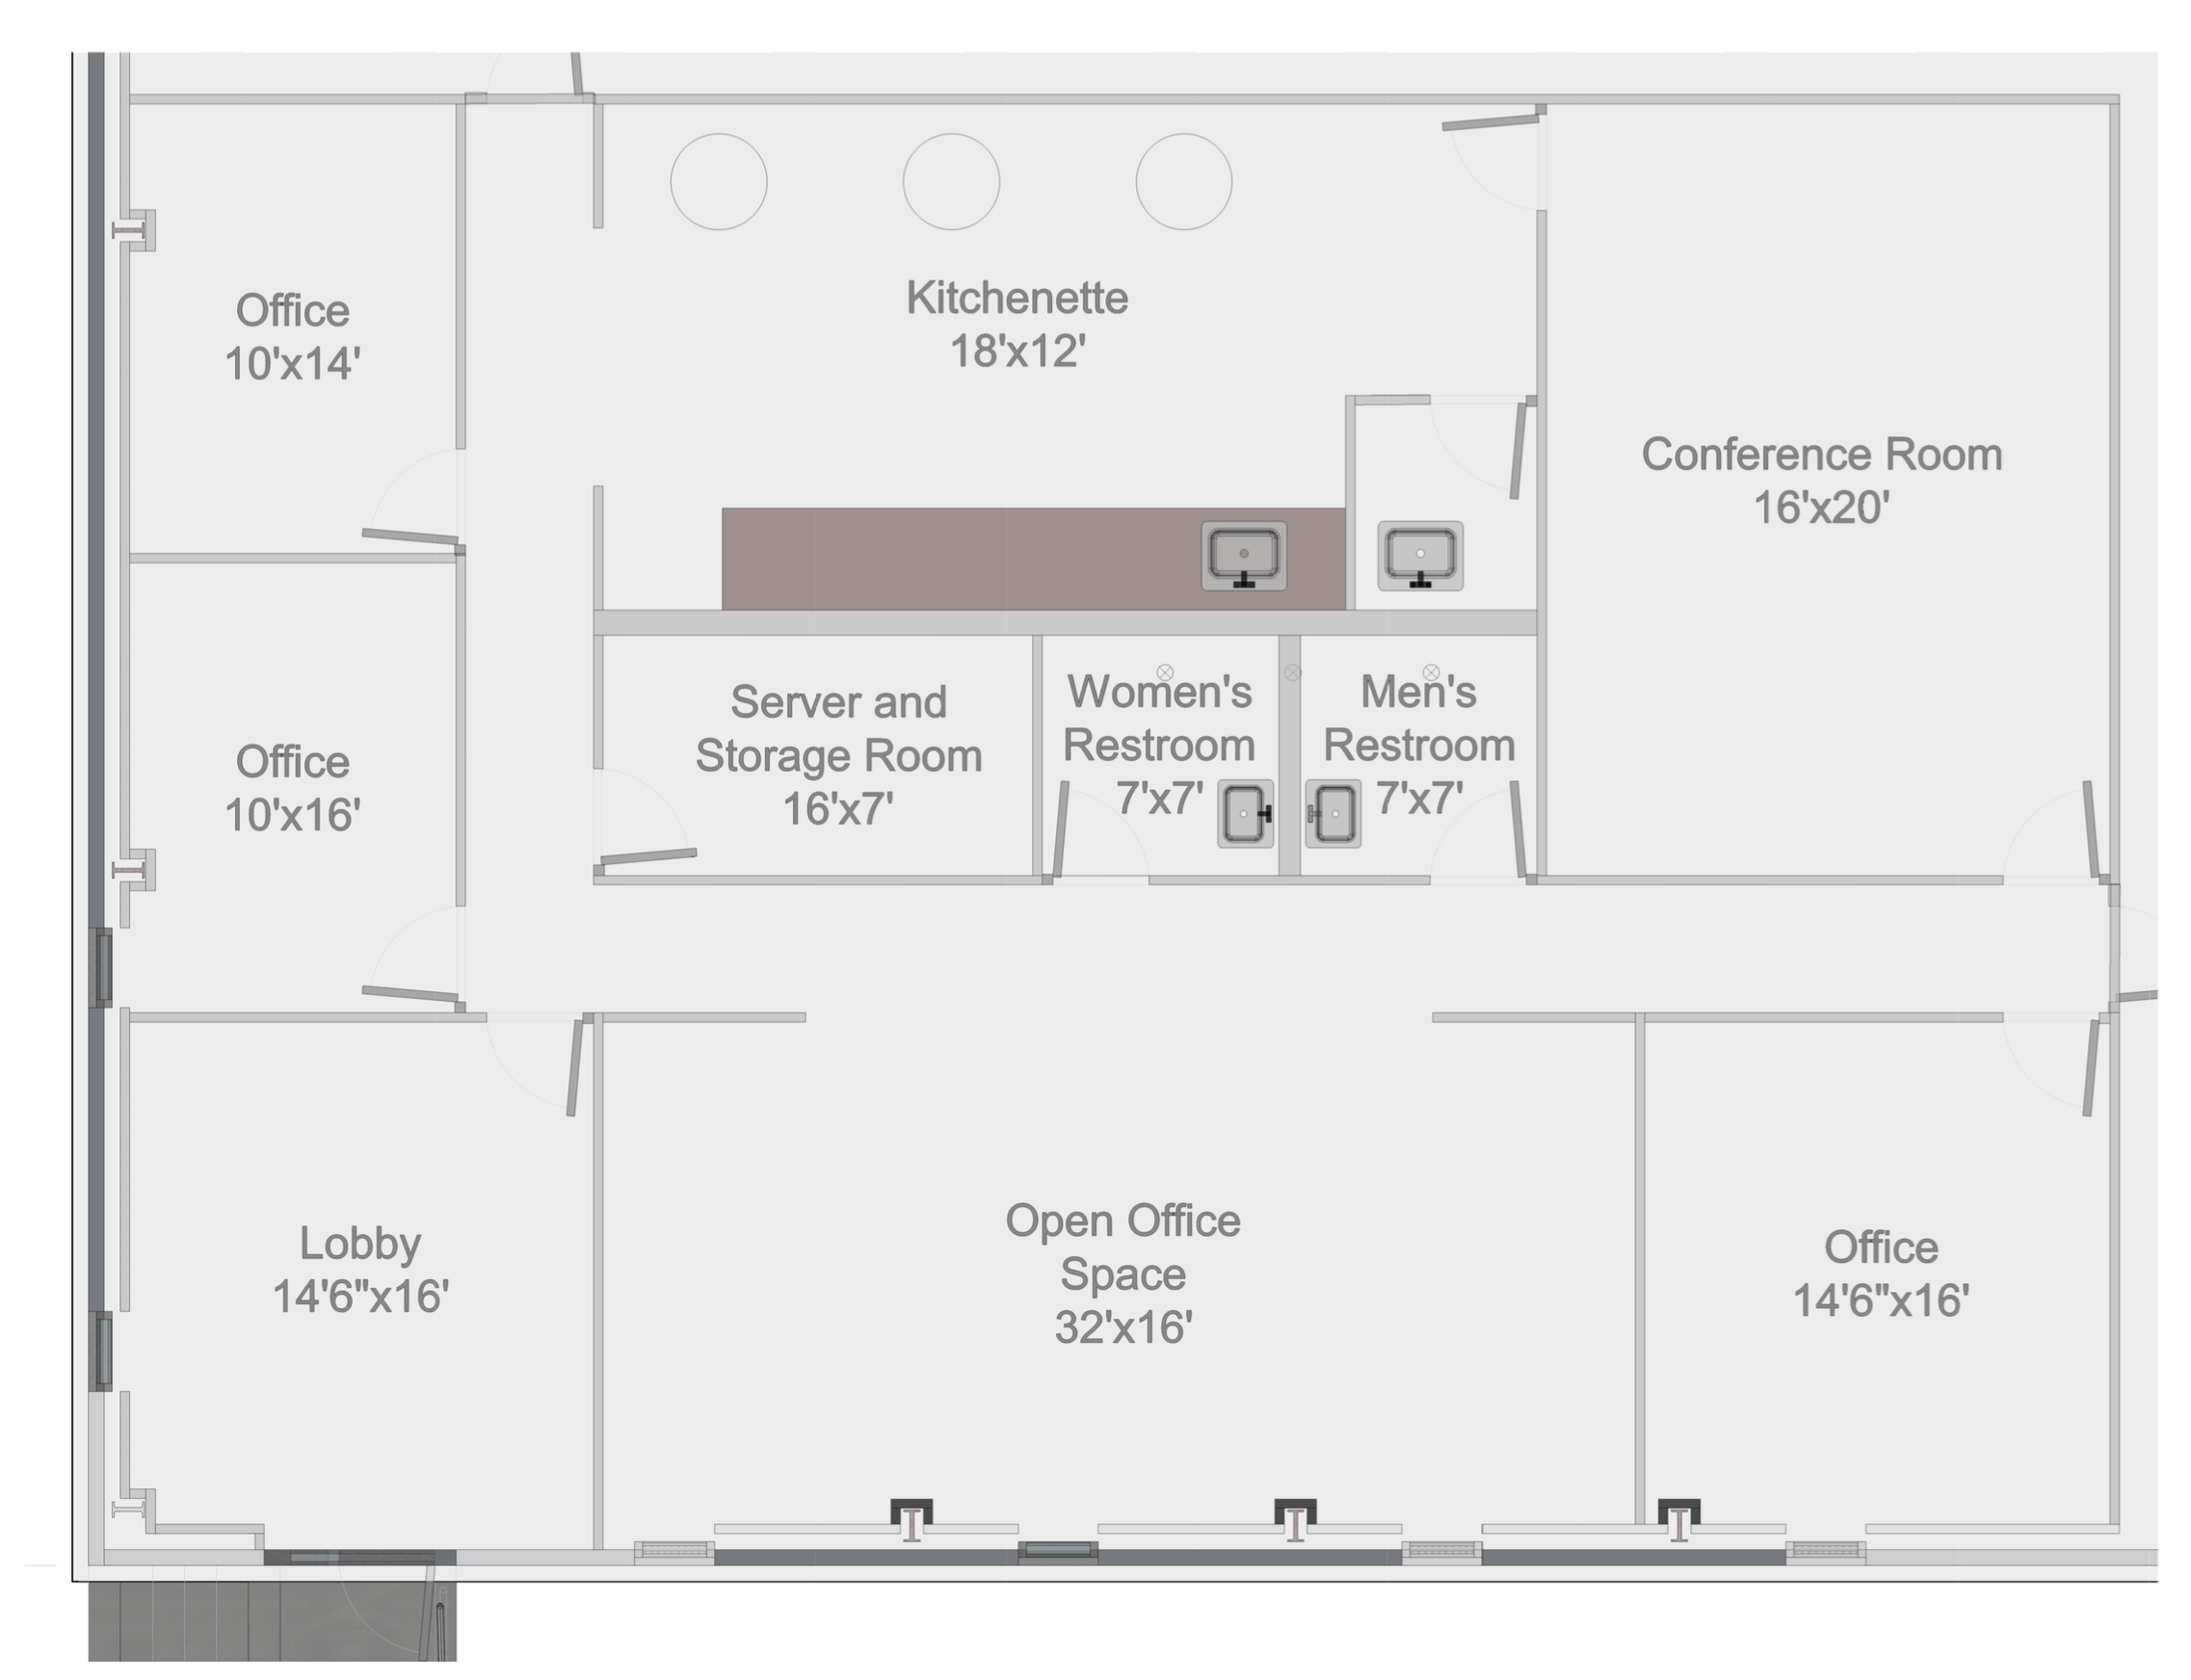 Office
10'x14'
Kitchenette
18'x12'
Conference Room
16'x20'
Office
10'x16'
Server and
Storage Room
16'x7'
Women's
Restroom
7'x7'
Men's
Restroom
7'x7'
Lobby
14'6"x16'
Open Office
Space
32'x16'
Office
14'6"x16'